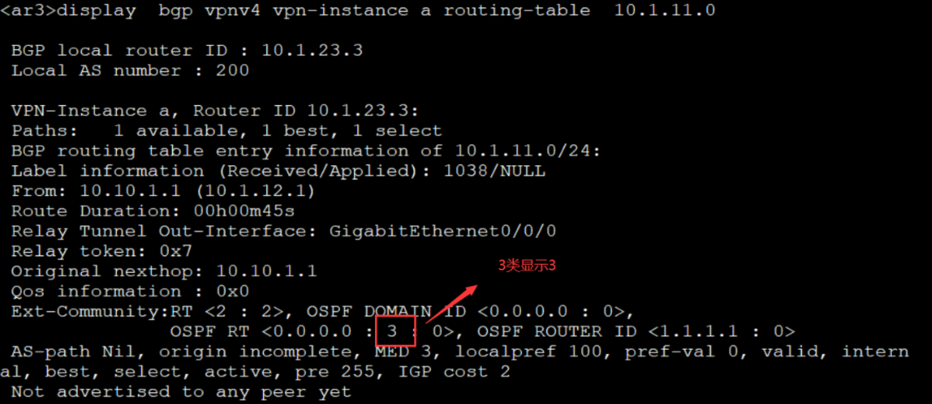 <ar3>display  bgp vpnv4 vpn-instance a routing-table  10.1.11.0
BGP local router ID : 10.1.23.3
Local AS number : 200
VPN-Instance a, Router ID 10.1.23.3:
Paths:   1 available, 1 best, 1 select
BGP routing table entry information of 10.1.11.0/24:
Label information (Received/Applied): 1038/NULL
From: 10.10.1.1 (10.1.12.1)
Route Duration: 00h00m45s
Relay Tunnel Out-Interface: GigabitEthernet0/0/0
Relay token: 0x7
Original nexthop: 10.10.1.1
3类显示3
Qos information : 0x0
Ext-Community:RT <2 : 2>, OSPF DOMAIN ID <0.0.0.0 : 0>,
OSPF RT <0.0.0.0 : 3 : 0>, OSPF ROUTER ID <1.1.1.1 : 0>
AS-path Nil, origin incomplete, MED 3, localpref 100, pref-val 0, valid, intern
al, best, select, active, pre 255, IGP cost 2
Not advertised to any peer yet